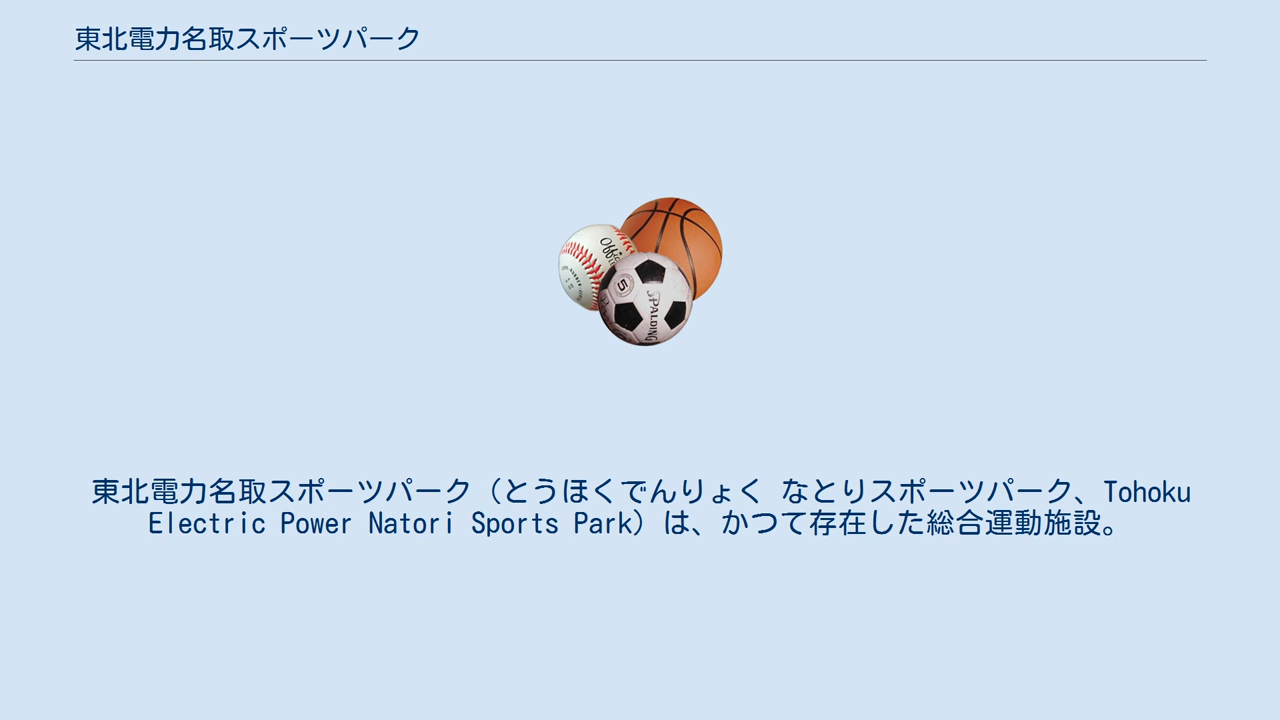 東北電力名取スポーツパーク
Offic
5
SPALDING
東北電力名取スポーツパーク（とうほくでんりょく なとりスポーツパーク、Tohoku
Electric Power Natori Sports Park）は、かつて存在した総合運動施設。